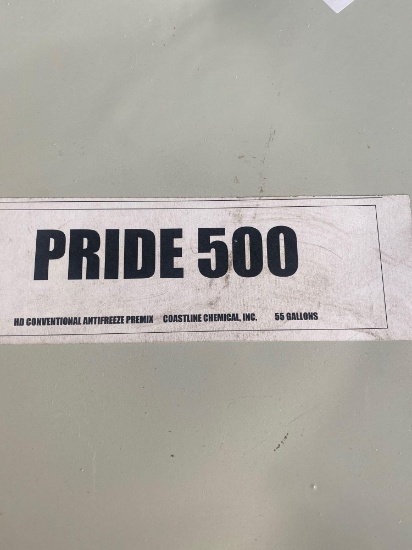 PRIDE 500
HD CONVENTIONAL ANTIFREEZE PREMIX COASTLINE CHEMICAL, INC. 55 GALLONS